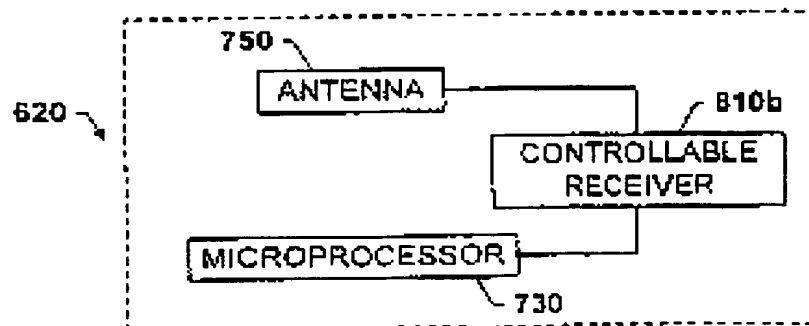 750
ANTENNA
620
810b
CONTROLLABLE
RECEIVER
MICROPROCESSOR
730